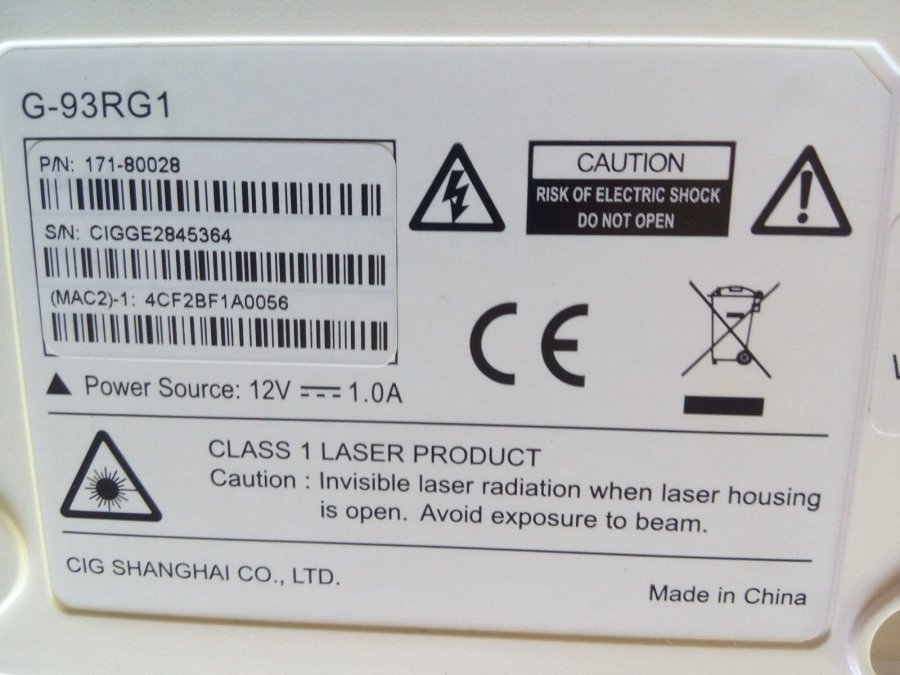 G-93RG1
P/N: 171-80028
S/N: CIGGE2845364
(MAC2)-1: 4CF2BF1A0056
Power Source: 12V 1.0A
CAUTION
RISK OF ELECTRIC SHOCK
DO NOT OPEN
CE
CLASS 1 LASER PRODUCT
Caution : Invisible laser radiation when laser housing
is open. Avoid exposure to beam.
CIG SHANGHAI CO., LTD.
Made in China